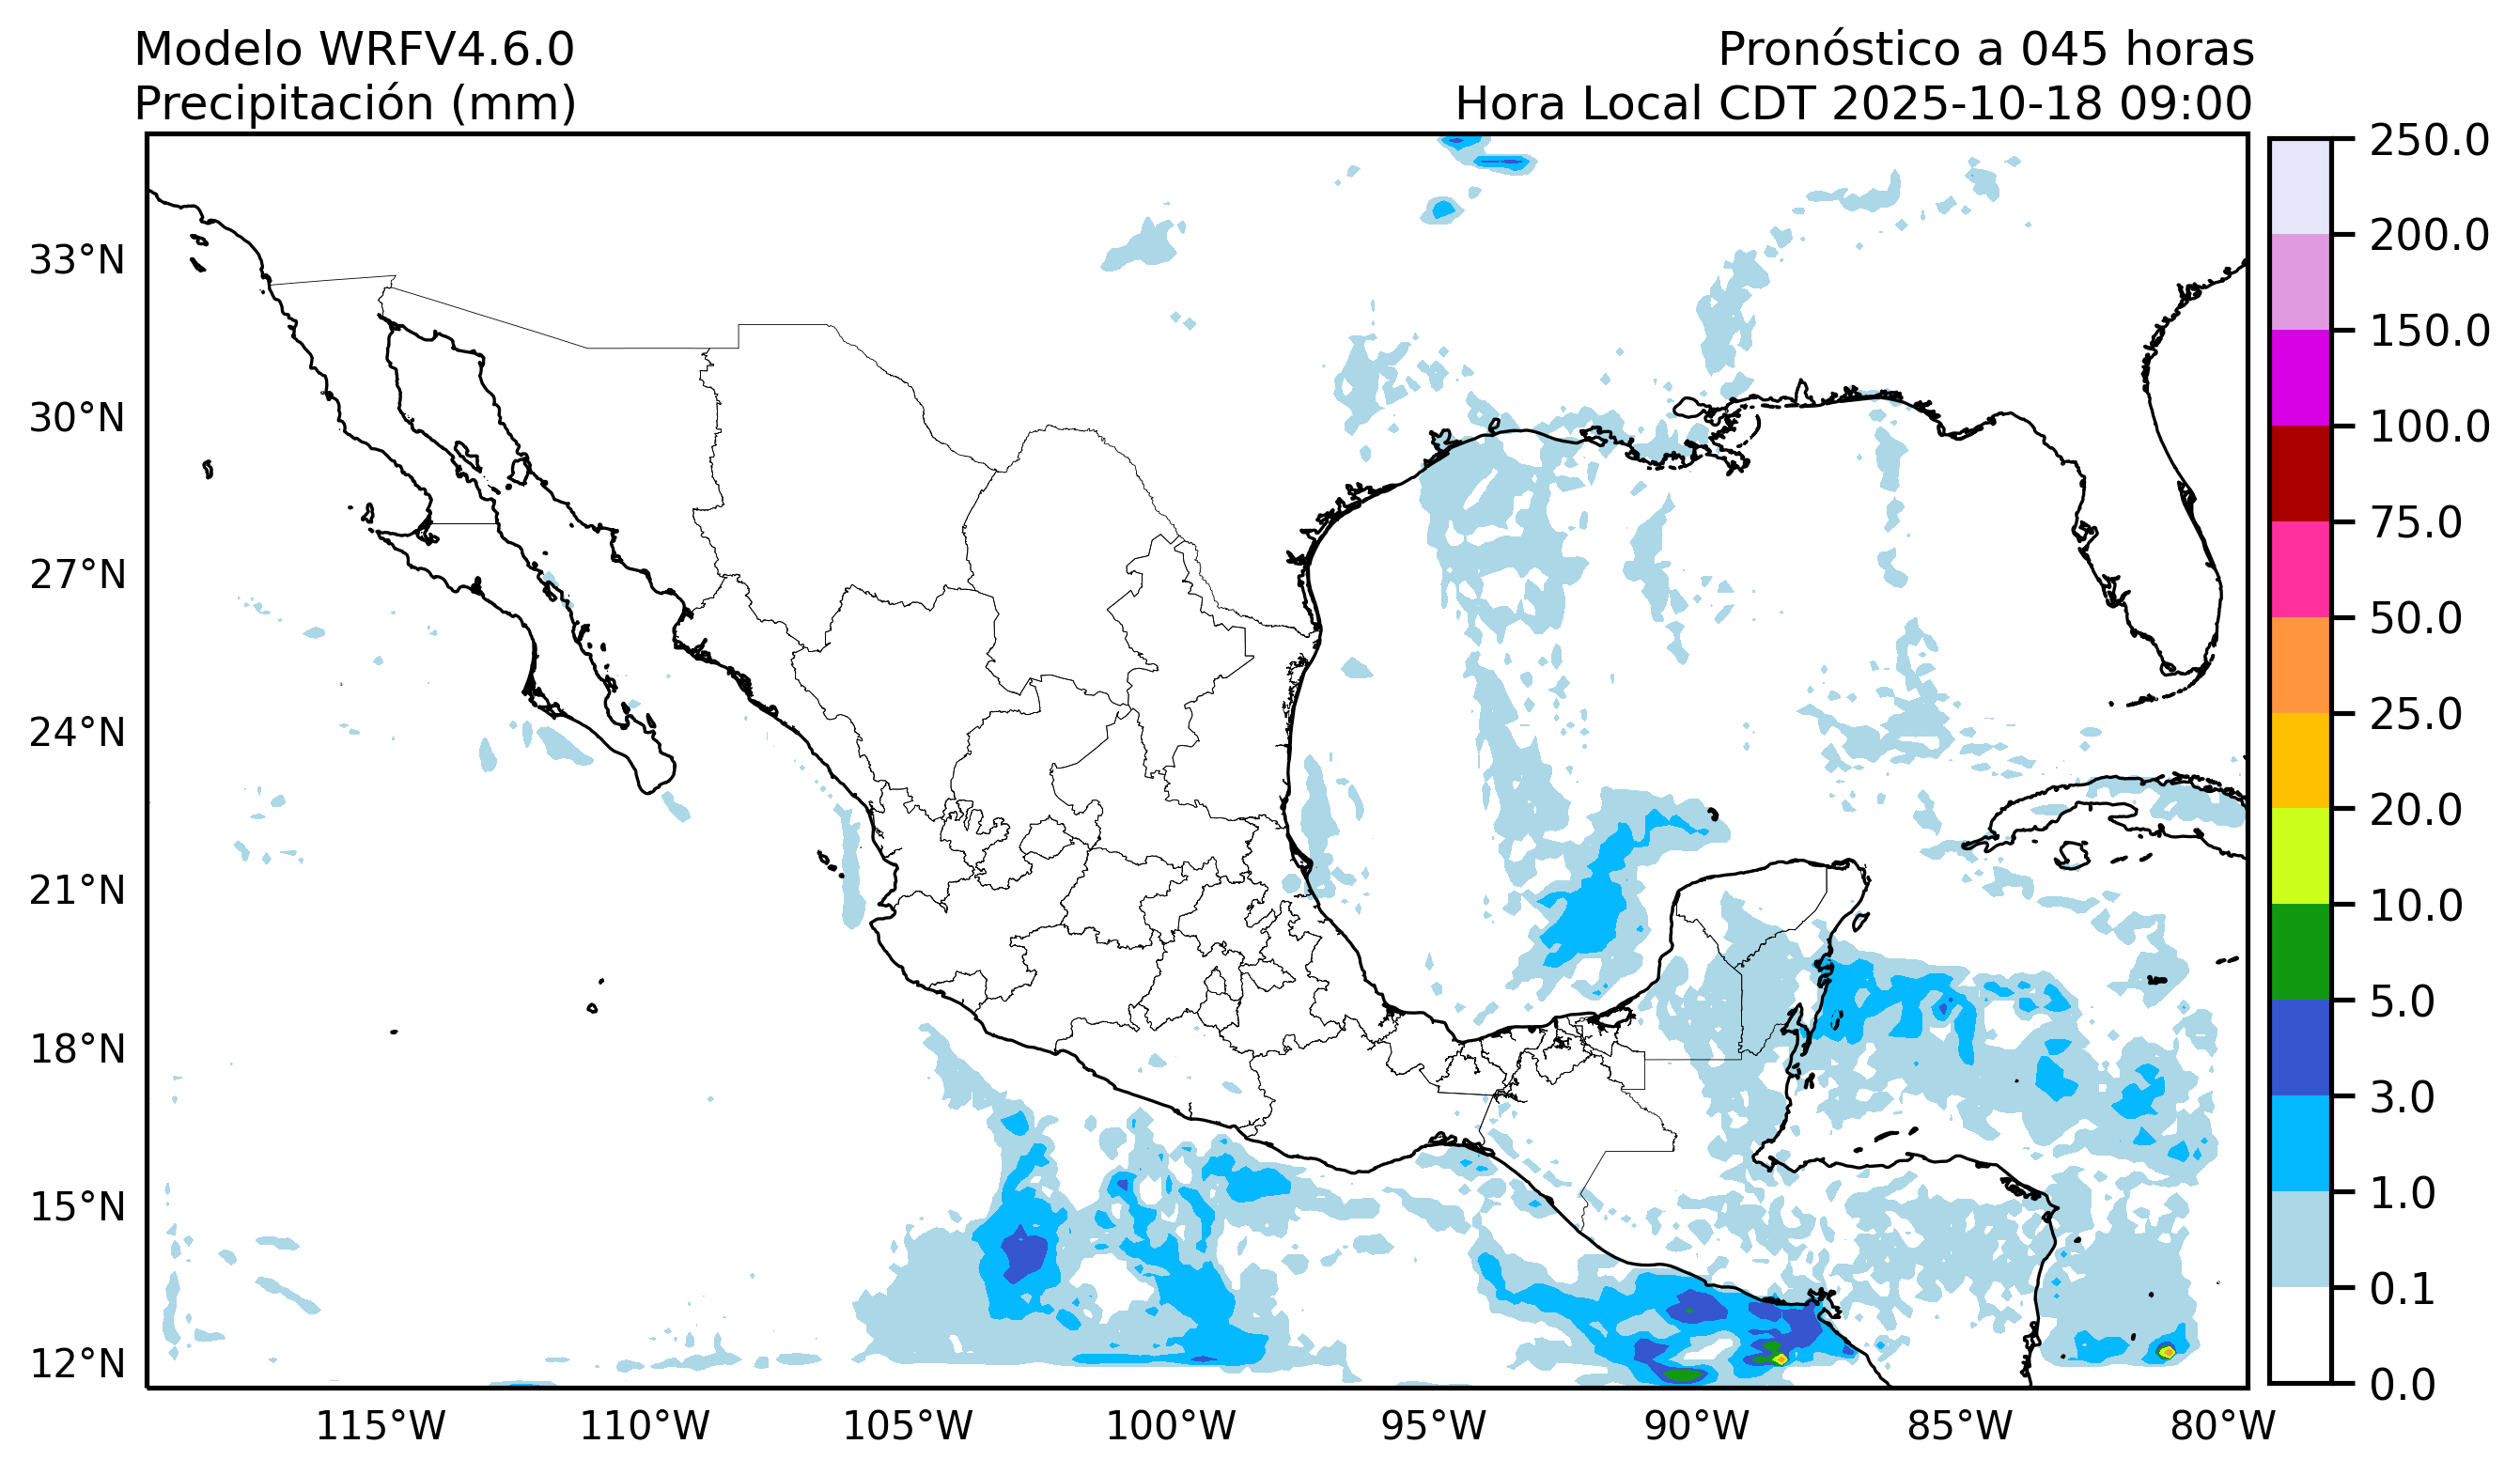 Modelo WRFV4.6.0
Pronóstico a 045 horas
Precipitación (mm)
Hora Local CDT 2025-10-18 09:00
33°N
30°N
27°N
24°N
21°N
18°N
15°N
12°N
115°W
110°W
105°W
100°W
95°W
90°W
85°W
80°W
250.0
200.0
150.0
100.0
75.0
50.0
25.0
20.0
10.0
5.0
3.0
1.0
0.1
0.0